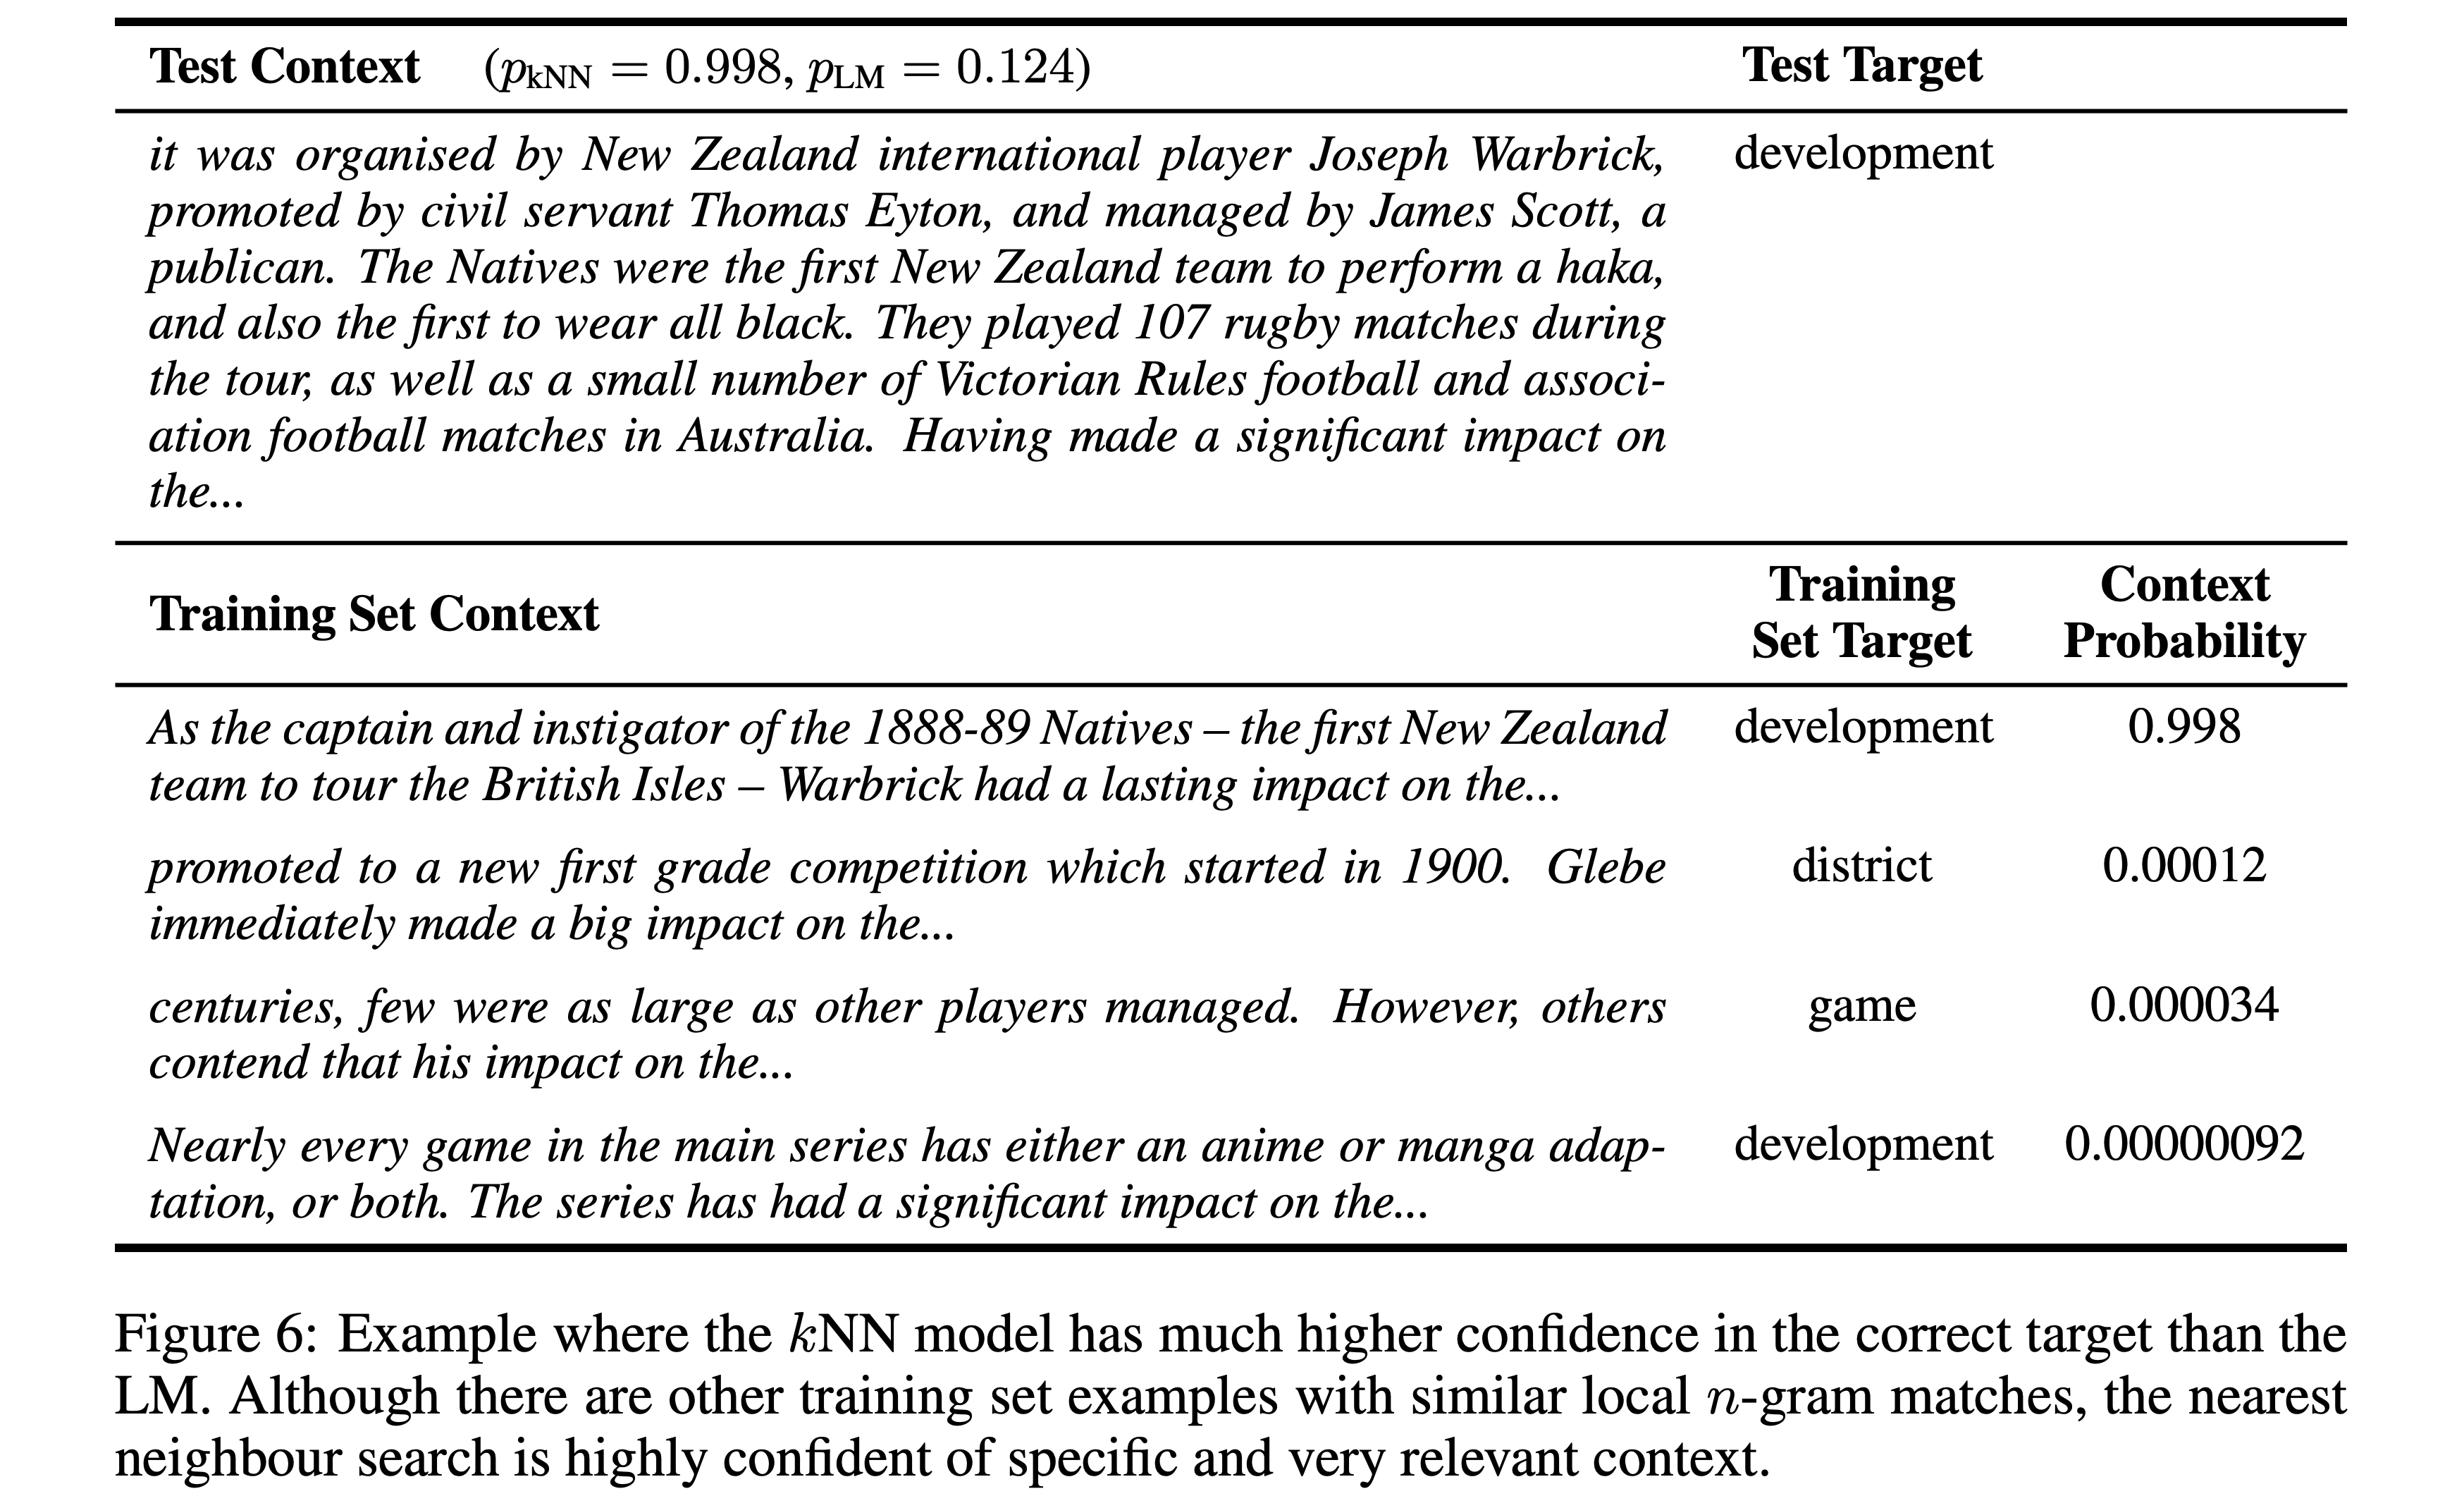 Test Context (pkNN = 0.998, pLM = 0.124) Test Target
it was organised by New Zealand international player Joseph Warbrick, development
promoted by civil servant Thomas Eyton, and managed by James Scott, a
publican. The Natives were the first New Zealand team to perform a haka,
and also the first to wear all black. They played 107 rugby matches during
the tour, as well as a small number of Victorian Rules football and associ-
ation football matches in Australia. Having made a significant impact on
the...
Training Set Context Training Set Target Context Probability
As the captain and instigator of the 1888-89 Natives – the first New Zealand development 0.998
team to tour the British Isles – Warbrick had a lasting impact on the...
promoted to a new first grade competition which started in 1900. Glebe district 0.00012
immediately made a big impact on the...
centuries, few were as large as other players managed. However, others game 0.000034
contend that his impact on the...
Nearly every game in the main series has either an anime or manga adap- development 0.00000092
tation, or both. The series has had a significant impact on the...
Figure 6: Example where the kNN model has much higher confidence in the correct target than the
LM. Although there are other training set examples with similar local n-gram matches, the nearest
neighbour search is highly confident of specific and very relevant context.